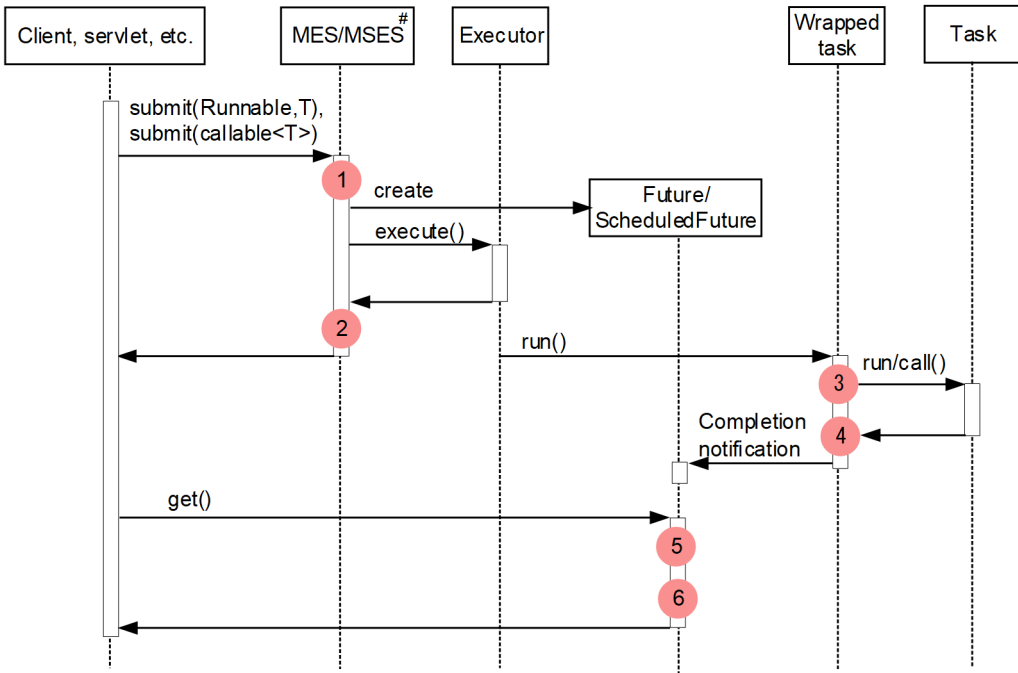 Client, servlet, etc.
MES/MSES#
Executor
Wrapped
task
Task
submit(Runnable,T),
submit(callable<T>)
1
create
Future/
ScheduledFuture
execute()
2
run()
3
run/call()
4
Completion
notification
get()
5
6